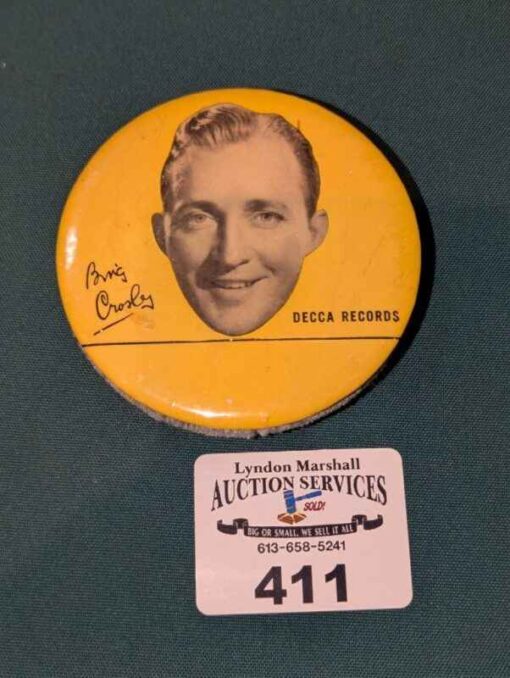 Bing
Crosby
DECCA RECORDS
Lyndon Marshall
AUCTION SERVICES
SOLD!
BIG OR SMALL, WE SELL IT ALL
613-658-5241
411